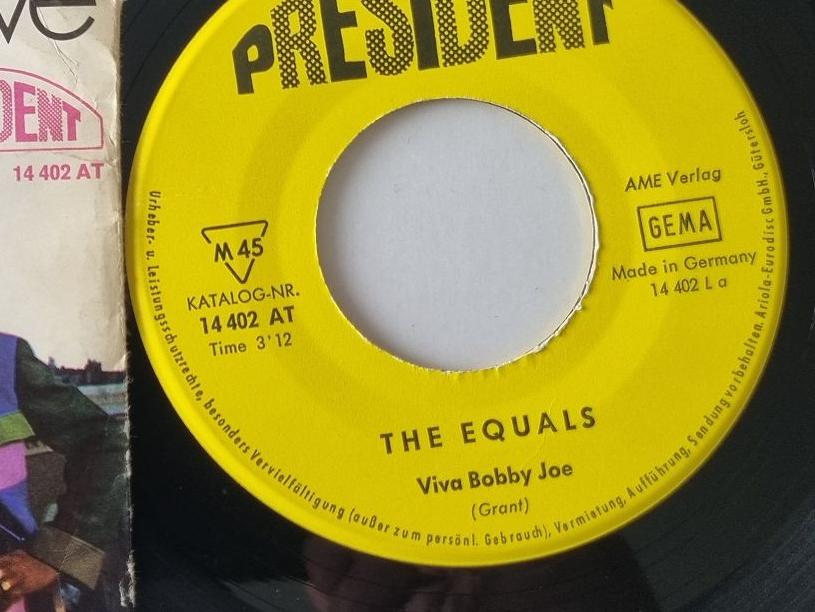 ve
DENT
14 402 AT
PRESIDENT
M 45
KATALOG-NR.
14 402 AT
Time 3'12
AME Verlag
GEMA
Made in Germany
14 402 L a
THE EQUALS
Viva Bobby Joe
(Grant)
Urheber- u. Leistungsschutzrechte, besonders Vervielfältigung (außer zum persönl. Gebrauch), Vermietung, Aufführung, Sendung vorbehalten. Ariola-Eurodisc GmbH., Gütersloh